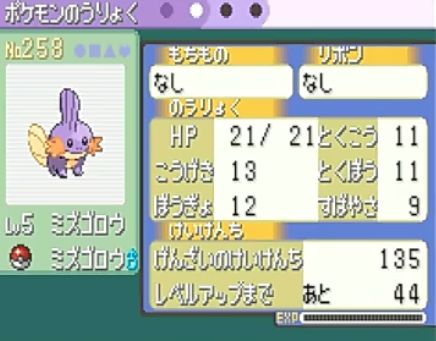 ポケモンのうりょく
No258
Lv5 ミズゴロウ
ミズゴロウ♂
もちもの リボン
なし なし
のうりょく
HP 21/ 21 とくこう 11
こうげき 13 とくぼう 11
ぼうぎょ 12 すばやさ 9
けいけんち
げんざいのけいけんち 135
レベルアップまで あと 44
EXP